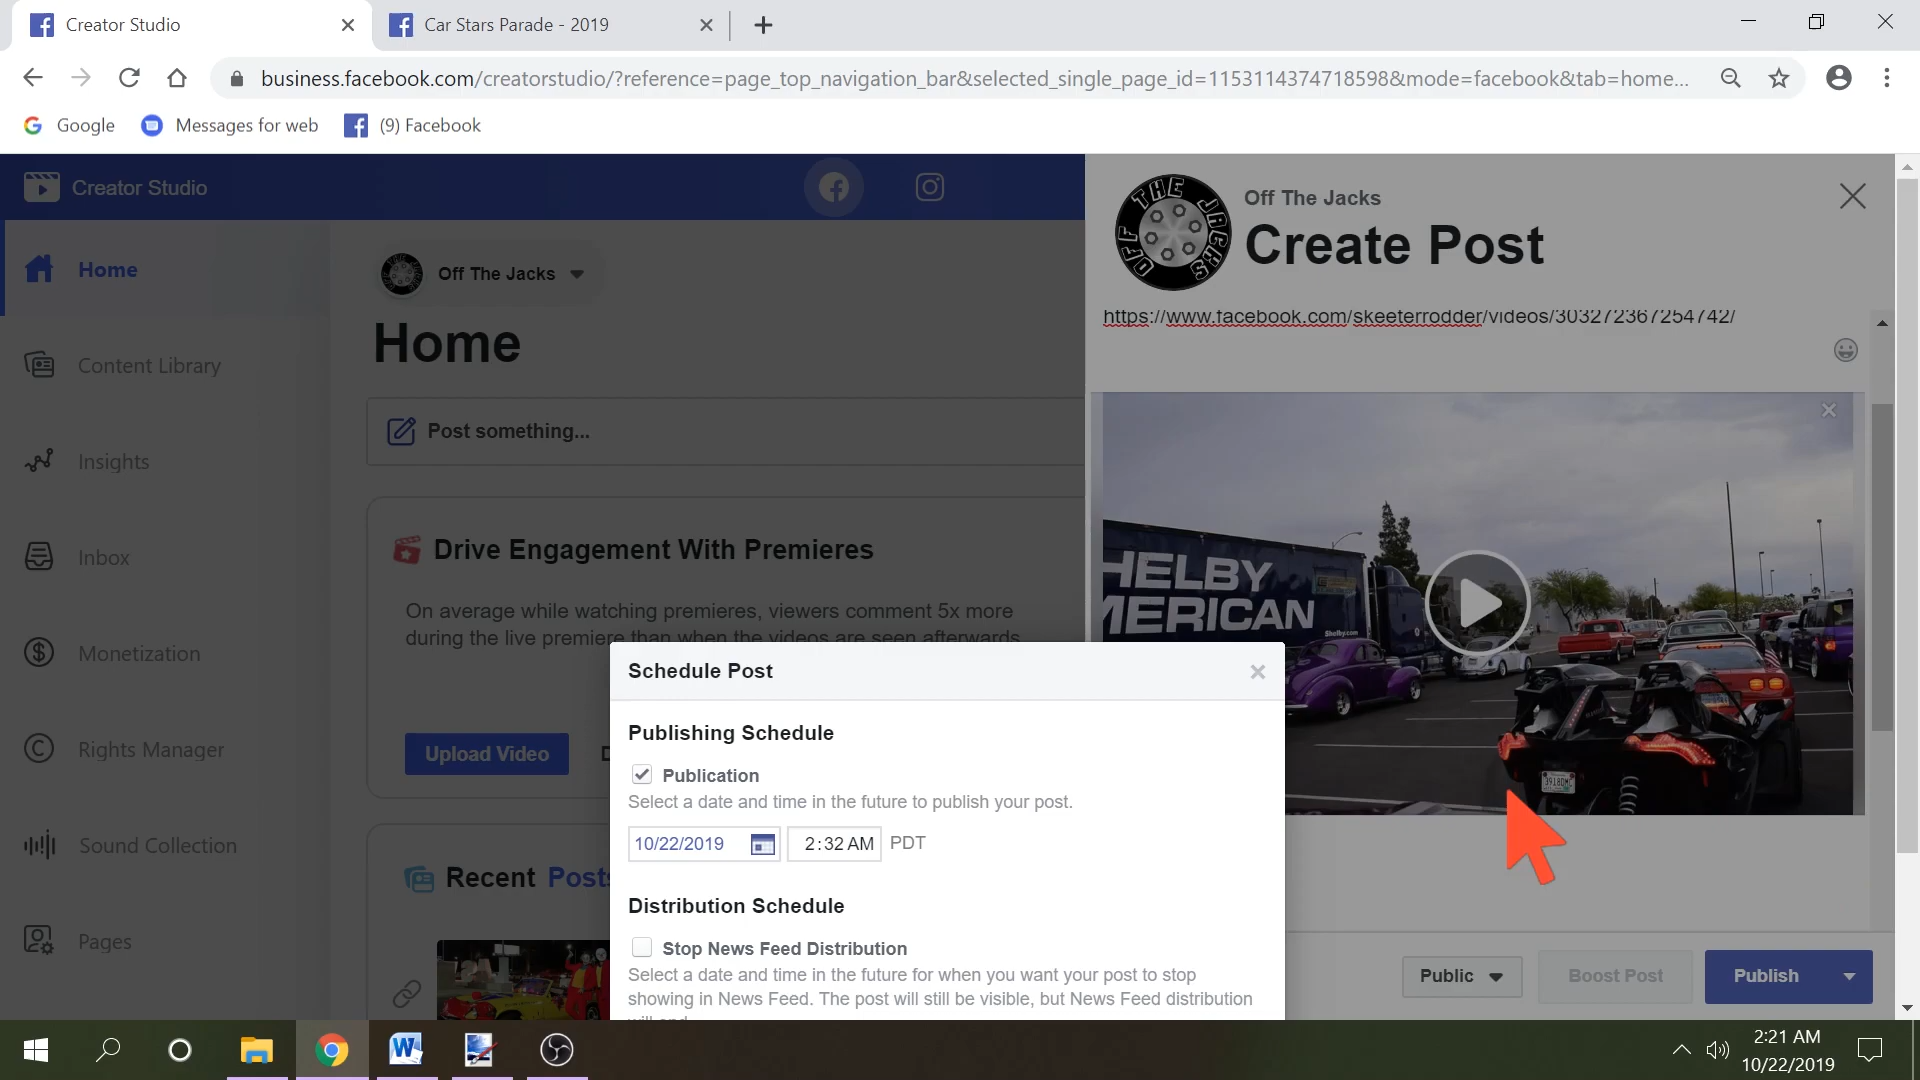 Creator Studio
Car Stars Parade - 2019
business.facebook.com/creatorstudio/?reference=page_top_navigation_bar&selected_single_page_id=1153114374718598&mode=facebook&tab=home...
Google
Messages for web
(9) Facebook
Creator Studio
Home
Content Library
Insights
Inbox
Monetization
Rights Manager
Sound Collection
Pages
Off The Jacks
Home
Post something...
Drive Engagement With Premieres
On average while watching premieres, viewers comment 5x more
during the live premiere than when the videos are seen afterwards
Upload Video
Recent Posts
OFF THE JACKS
Off The Jacks
Create Post
https://www.facebook.com/skeeterrodder/videos/303272367254742/
HELBY
MERICAN
Shelby.com
Schedule Post
Publishing Schedule
Publication
Select a date and time in the future to publish your post.
10/22/2019
2:32 AM
PDT
Distribution Schedule
Stop News Feed Distribution
Select a date and time in the future for when you want your post to stop
showing in News Feed. The post will still be visible, but News Feed distribution
will end
Public
Boost Post
Publish
2:21 AM
10/22/2019